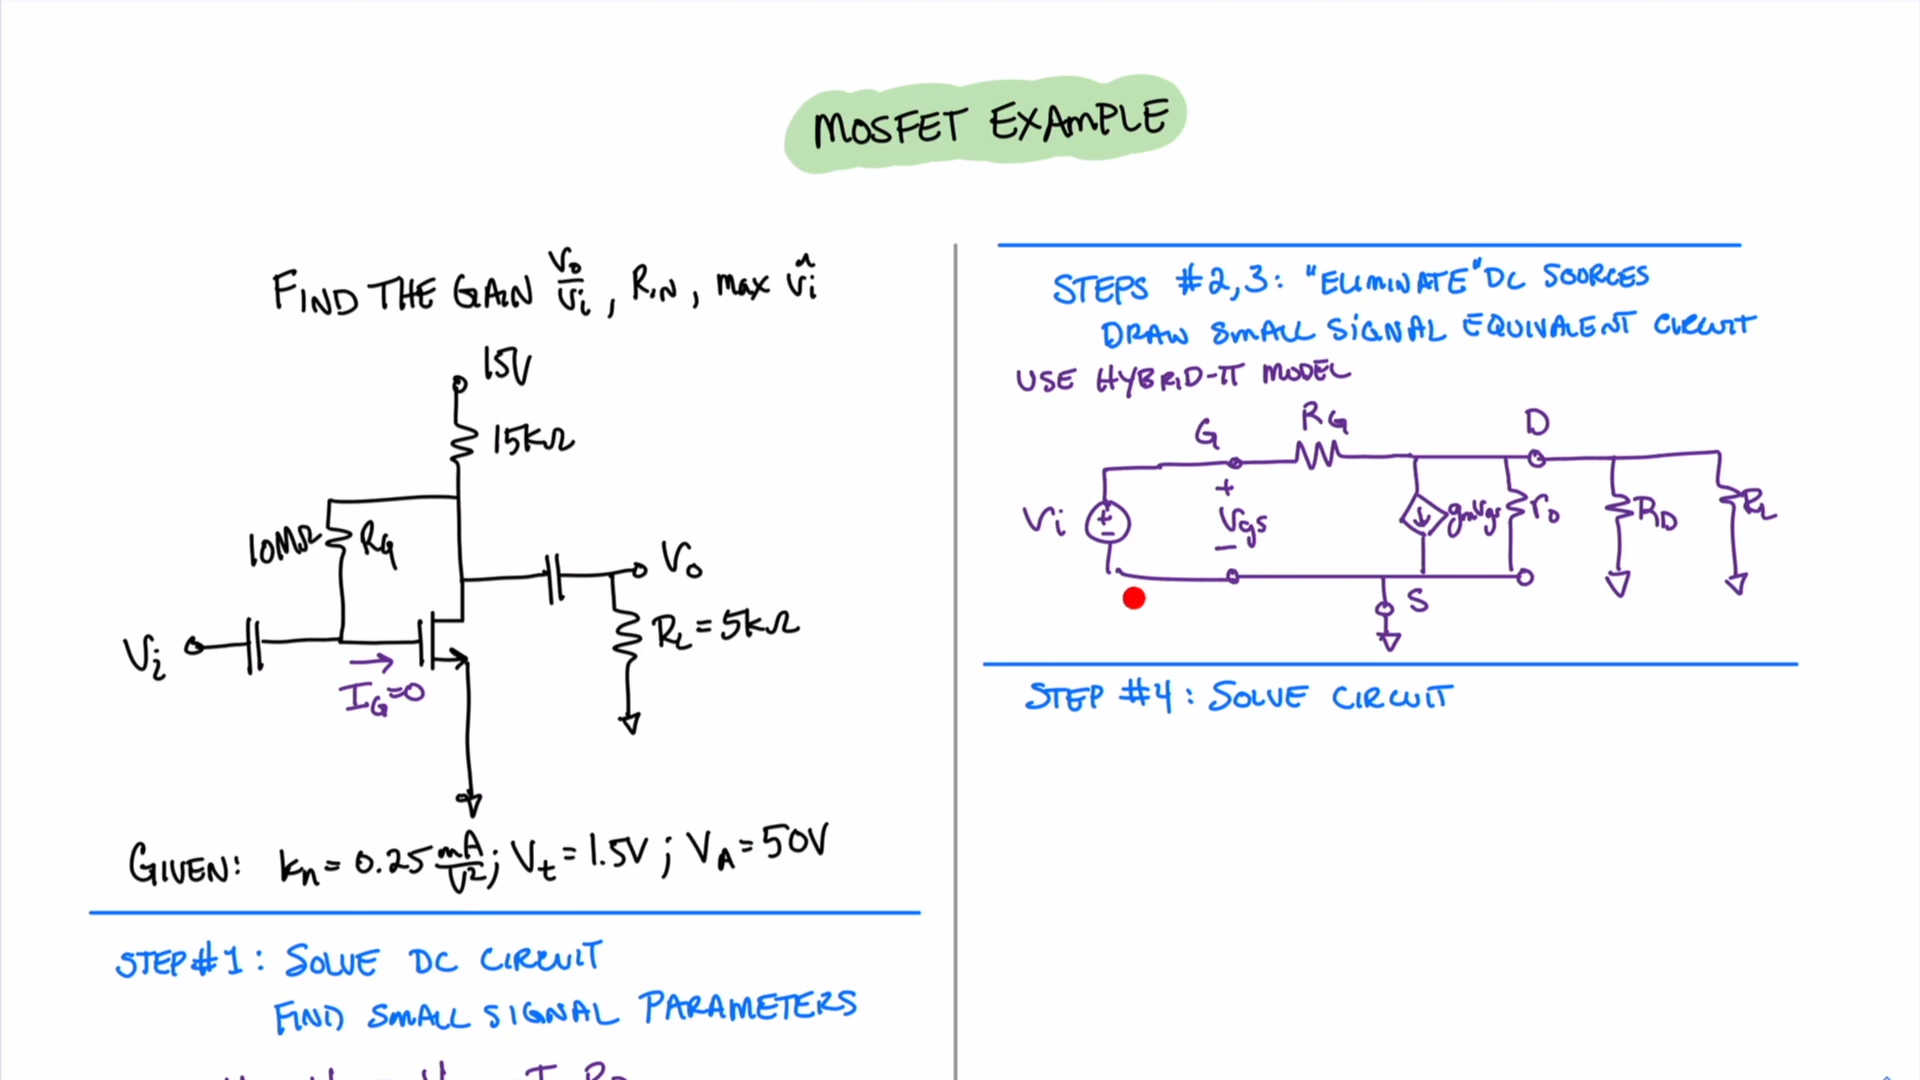 MOSFET EXAMPLE
FIND THE GAIN Vo/Vi, RIN, max v̂i
15V
15kΩ
10MΩ RG
Vo
RL = 5kΩ
Vi
IG=0
GIVEN: kn = 0.25 mA/V²; Vt = 1.5V; VA = 50V
STEP #1: SOLVE DC CIRCUIT
FIND SMALL SIGNAL PARAMETERS
STEPS #2,3: "ELIMINATE" DC SOURCES
DRAW SMALL SIGNAL EQUIVALENT CIRCUIT
USE HYBRID-π MODEL
G RG D
+
Vi + - Vgs gmVgs ro RD RL
-
S
STEP #4: SOLVE CIRCUIT